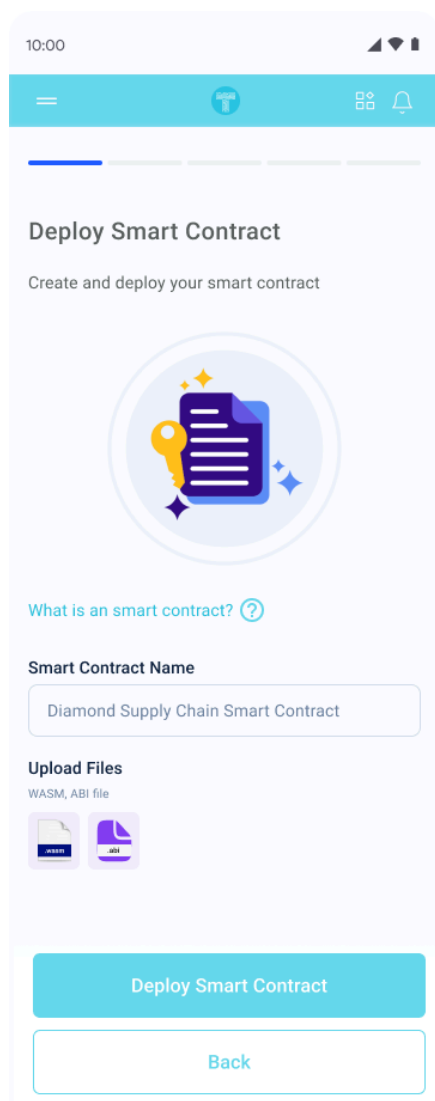 10:00
T
Deploy Smart Contract
Create and deploy your smart contract
What is an smart contract? ?
Smart Contract Name
Diamond Supply Chain Smart Contract
Upload Files
WASM, ABI file
.wasm .abi
Deploy Smart Contract
Back